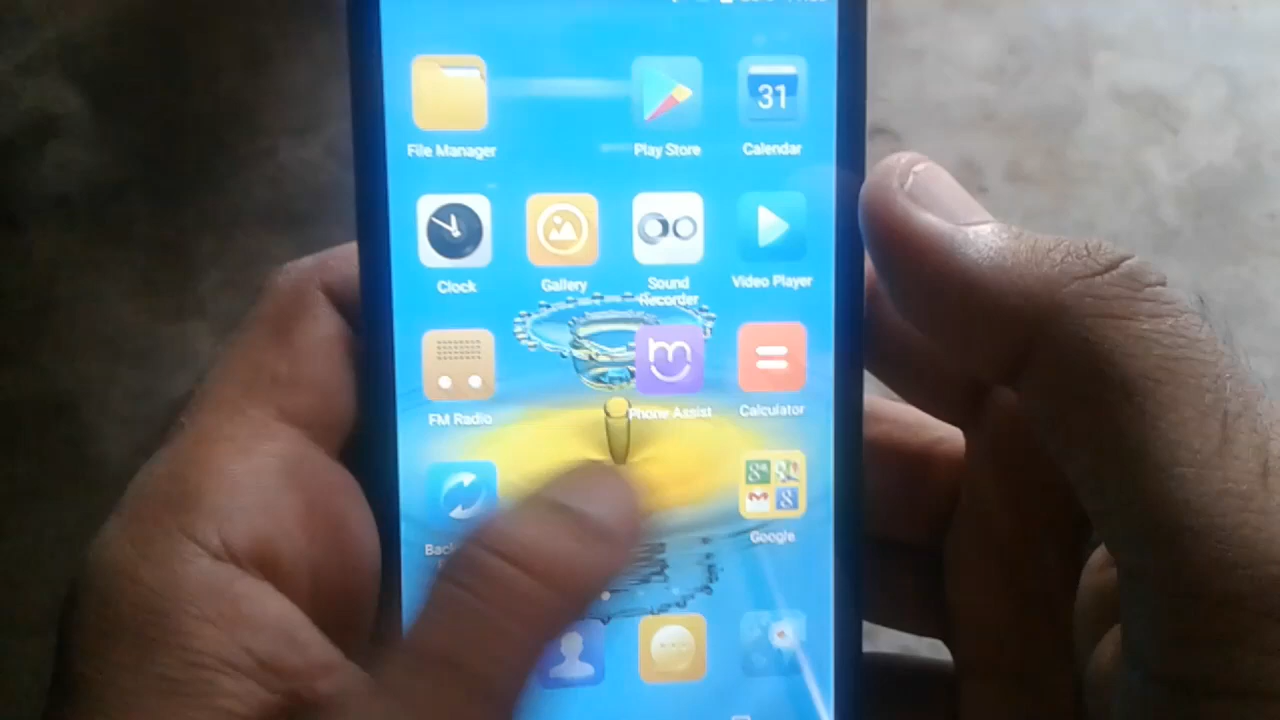 File Manager
Play Store
31
Calendar
Clock
Gallery
Sound
Recorder
Video Player
FM Radio
Phone Assist
Calculator
Google